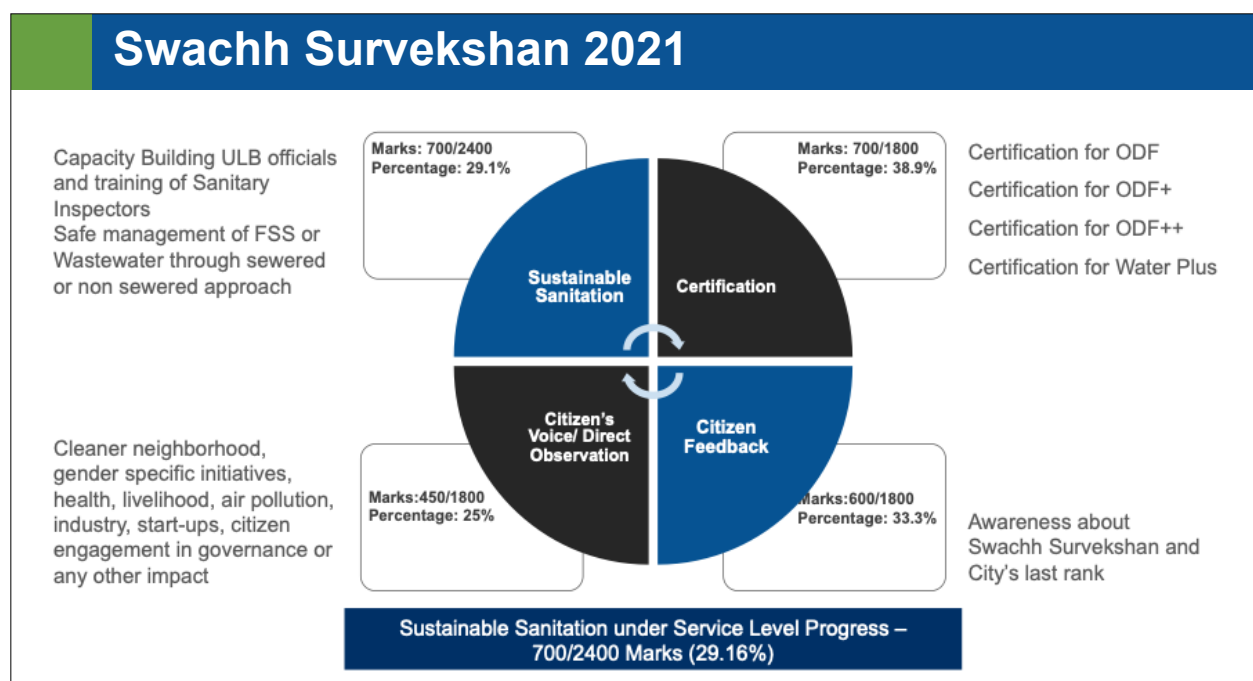 Swachh Survekshan 2021
Capacity Building ULB officials
and training of Sanitary
Inspectors
Safe management of FSS or
Wastewater through sewered
or non sewered approach
Marks: 700/2400
Percentage: 29.1%
Sustainable
Sanitation
Marks: 700/1800
Percentage: 38.9%
Certification
Certification for ODF
Certification for ODF+
Certification for ODF++
Certification for Water Plus
Cleaner neighborhood,
gender specific initiatives,
health, livelihood, air pollution,
industry, start-ups, citizen
engagement in governance or
any other impact
Marks:450/1800
Percentage: 25%
Citizen's
Voice/ Direct
Observation
Citizen
Feedback
Marks:600/1800
Percentage: 33.3%
Awareness about
Swachh Survekshan and
City's last rank
Sustainable Sanitation under Service Level Progress –
700/2400 Marks (29.16%)